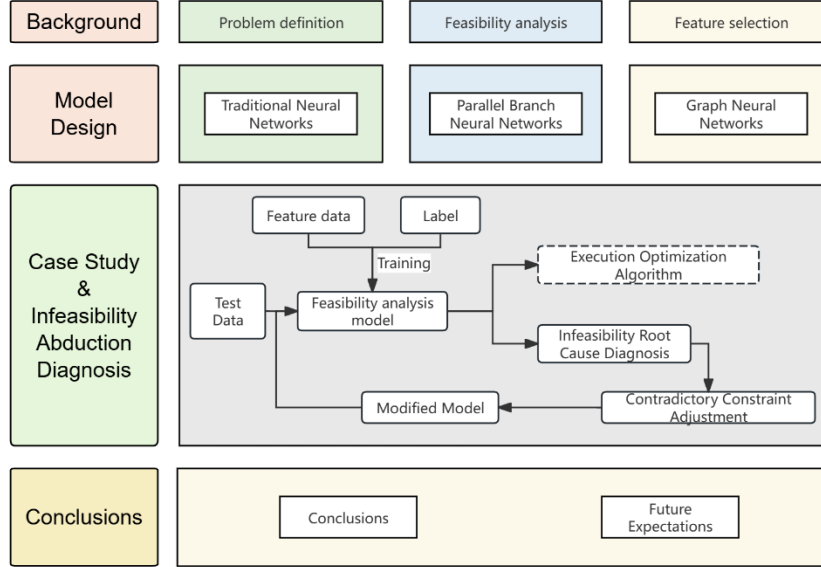 Background
Problem definition
Feasibility analysis
Feature selection
Model
Design
Traditional Neural
Networks
Parallel Branch
Neural Networks
Graph Neural
Networks
Case Study
&
Infeasibility
Abduction
Diagnosis
Feature data
Label
Training
Execution Optimization
Algorithm
Test
Data
Feasibility analysis
model
Infeasibility Root
Cause Diagnosis
Modified Model
Contradictory Constraint
Adjustment
Conclusions
Conclusions
Future
Expectations